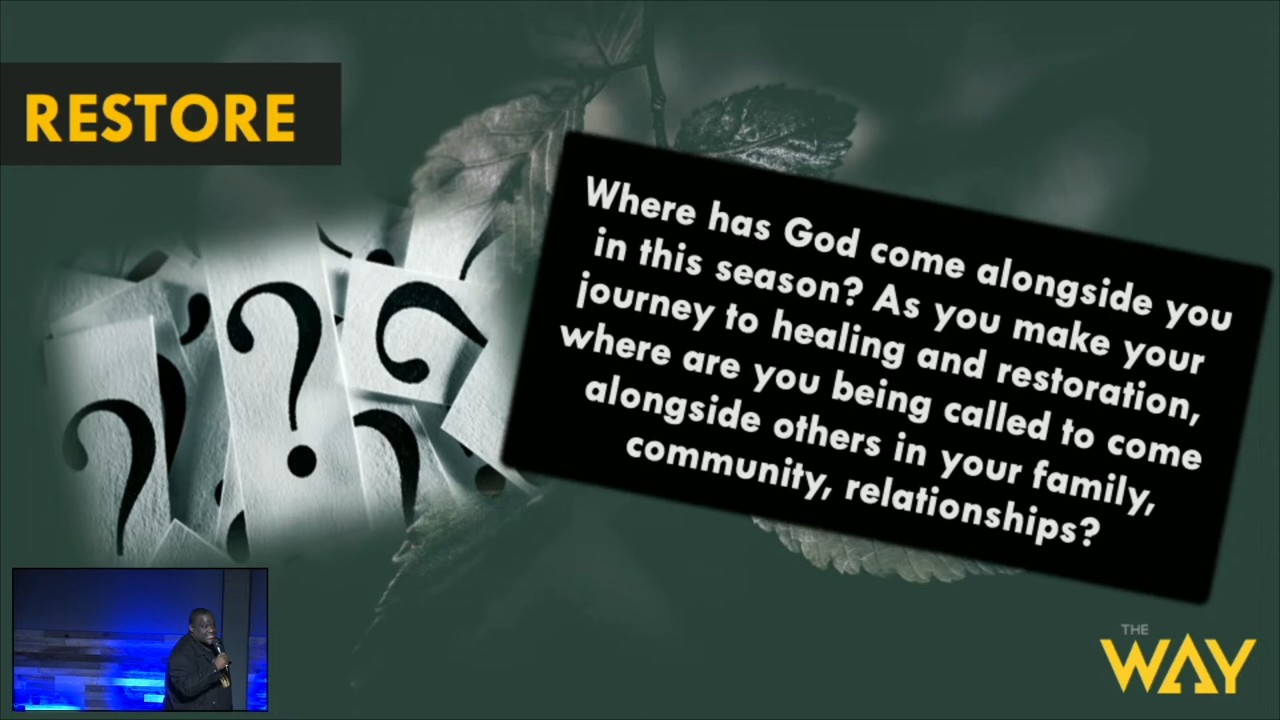 RESTORE
Where has God come alongside you
in this season? As you make your
journey to healing and restoration,
where are you being called to come
alongside others in your family,
community, relationships?
? ? ? ?
THE
WAY